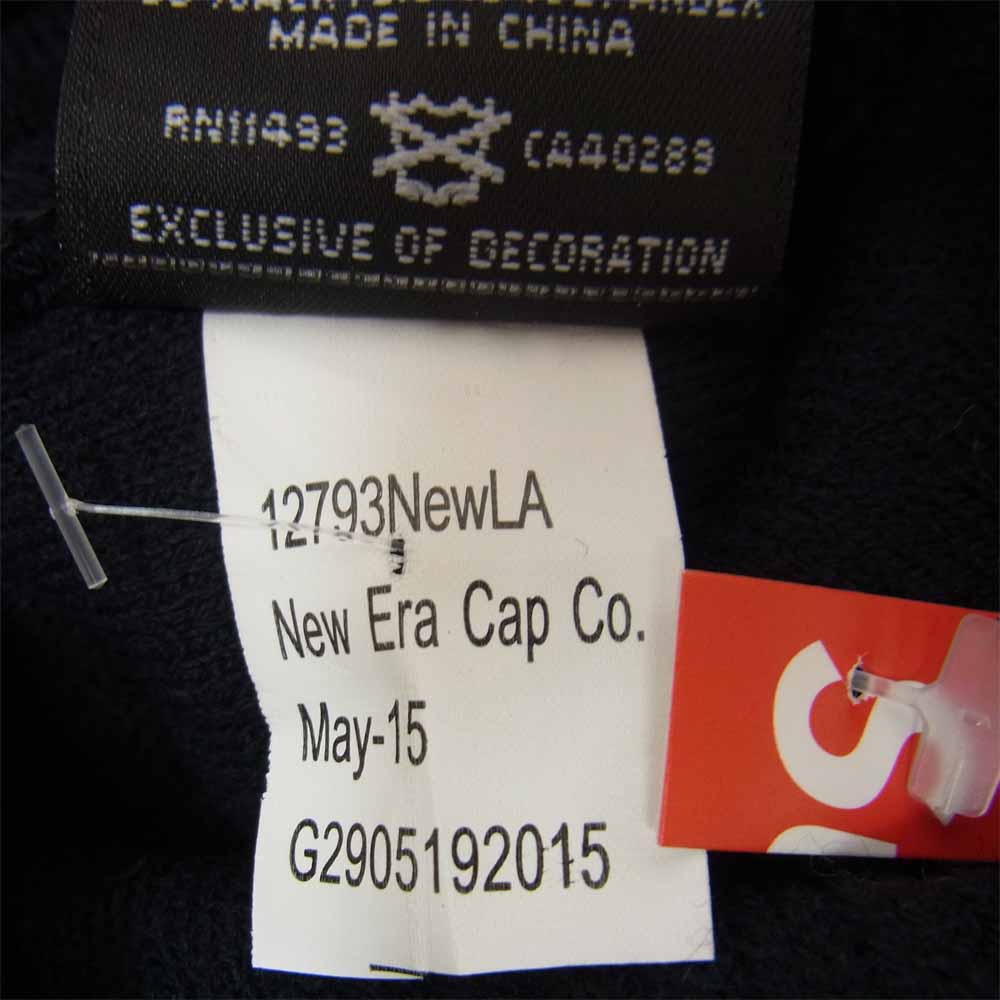 MADE IN CHINA
RN11493 CA40289
EXCLUSIVE OF DECORATION
12793NewLA
New Era Cap Co.
May-15
G2905192015